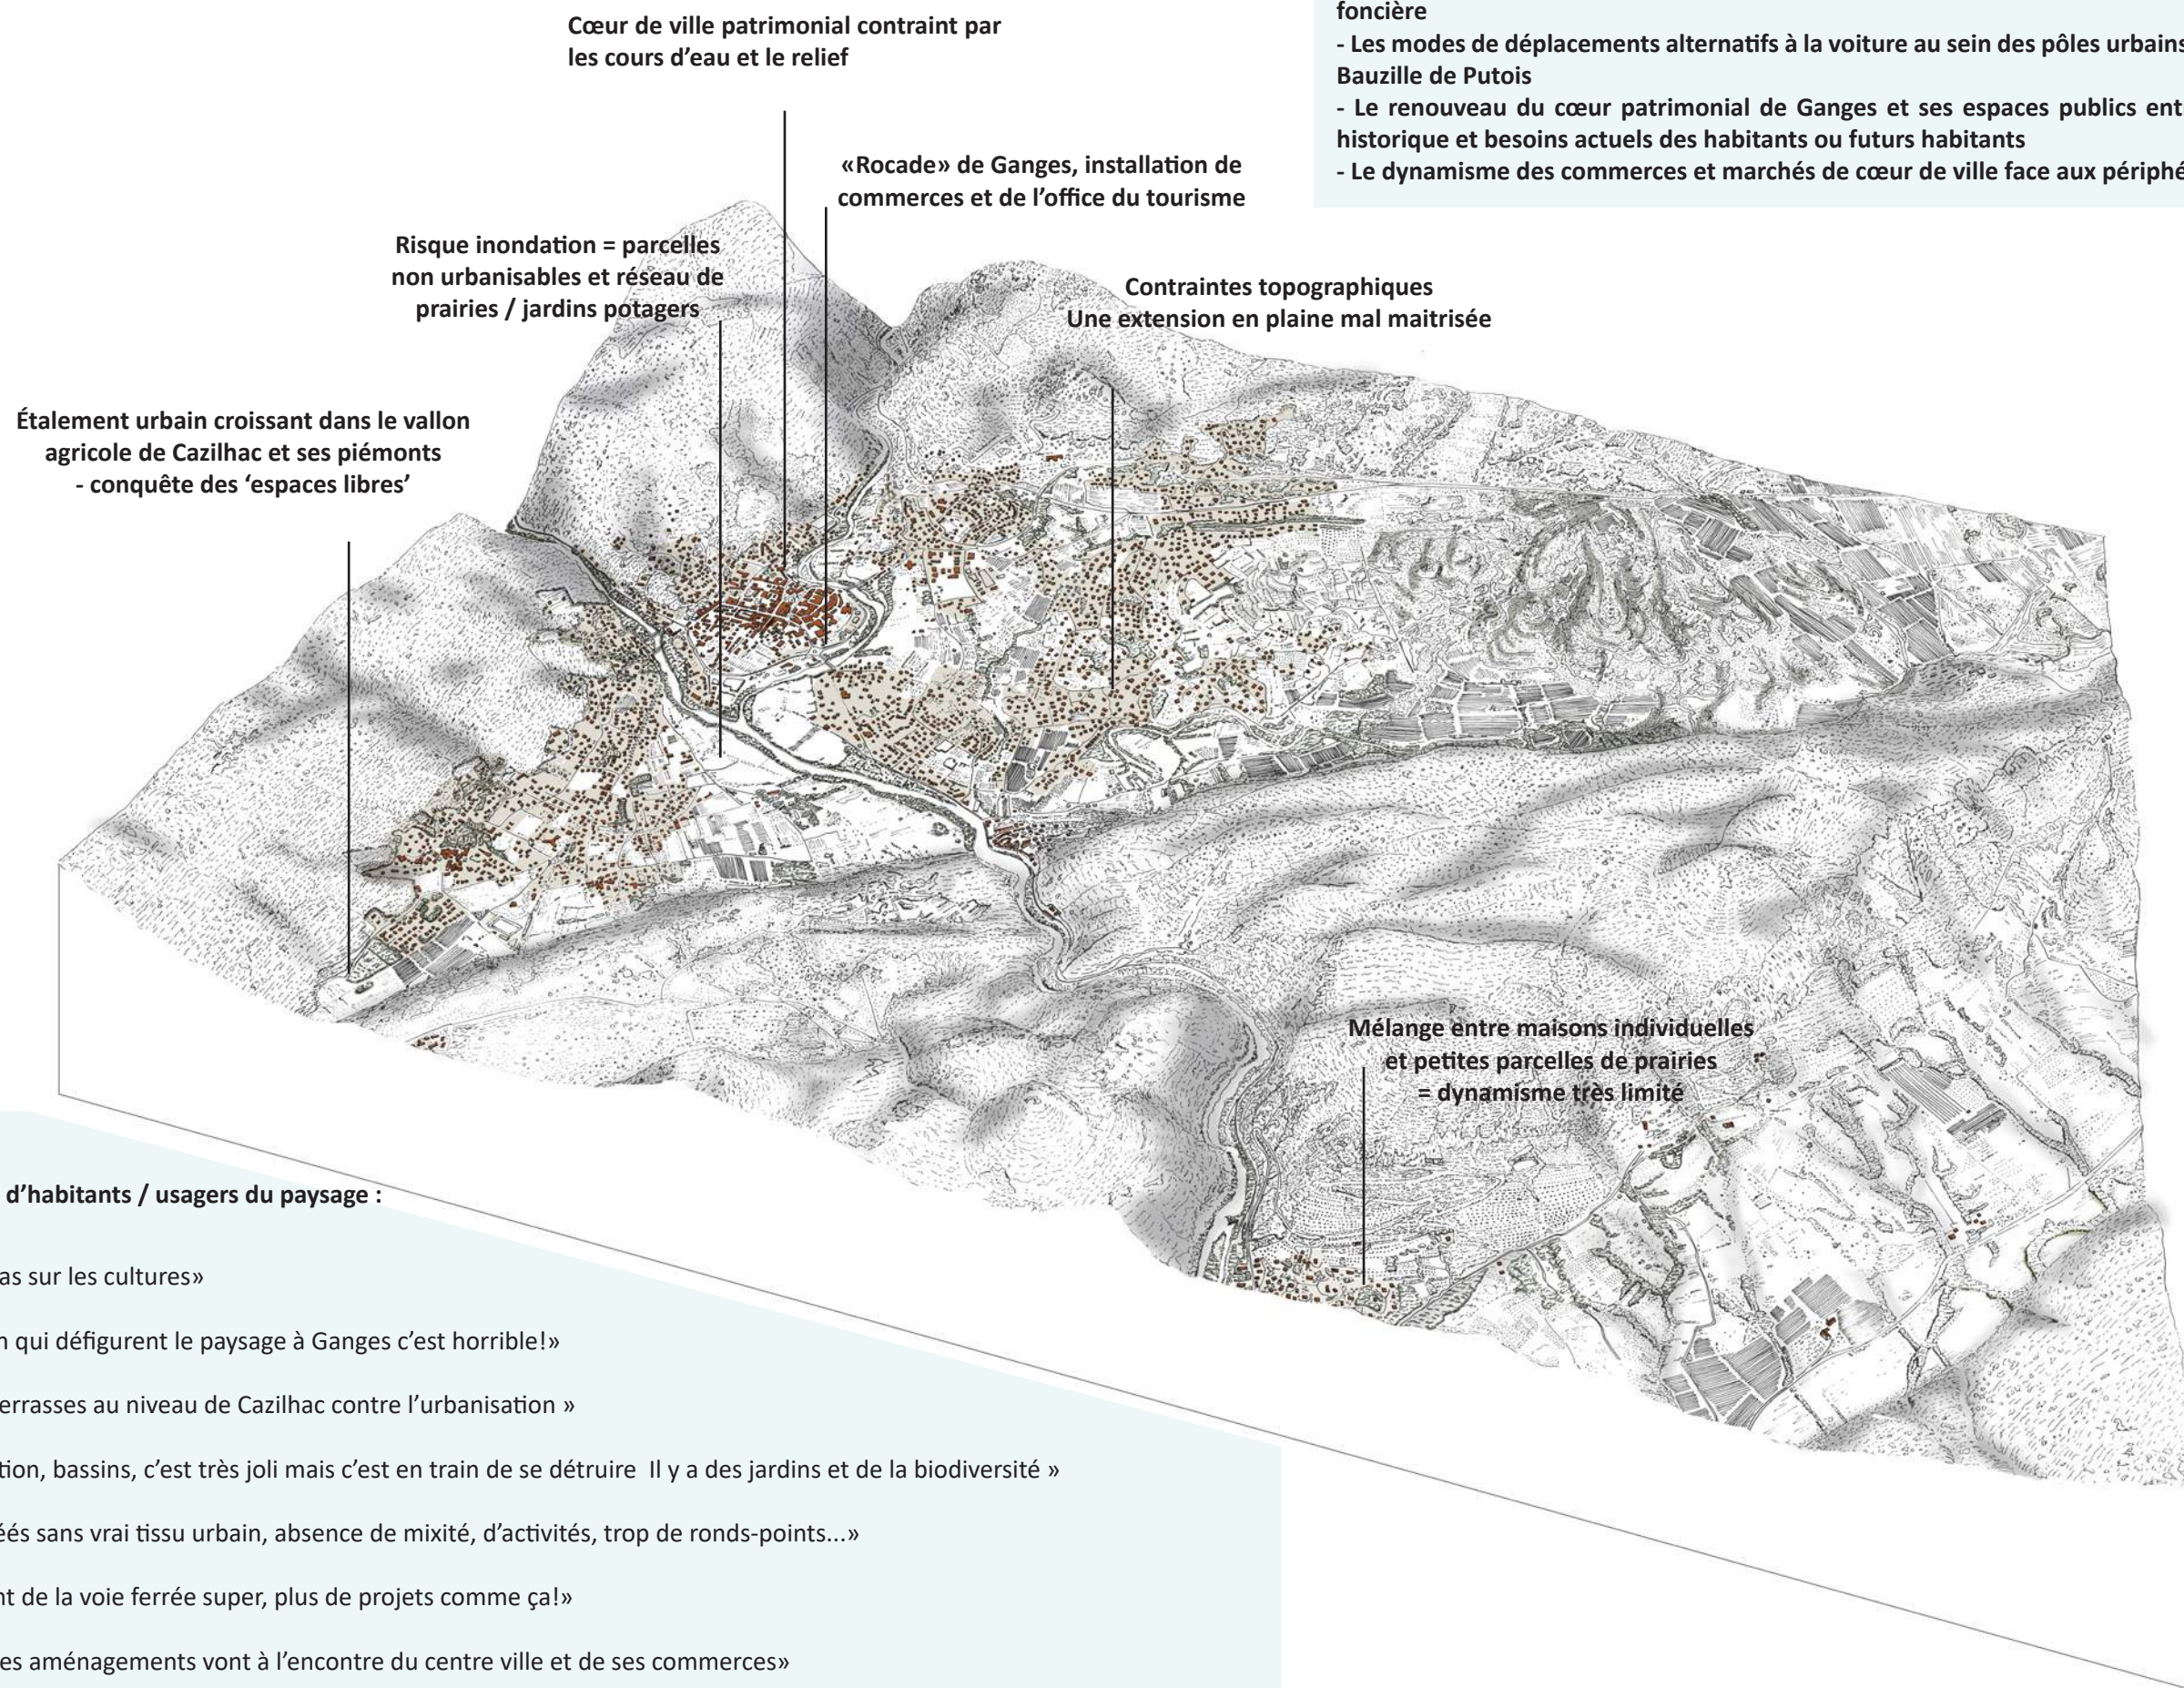 Cœur de ville patrimonial contraint par
les cours d’eau et le relief
foncière
- Les modes de déplacements alternatifs à la voiture au sein des pôles urbains
Bauzille de Putois
- Le renouveau du cœur patrimonial de Ganges et ses espaces publics ent
historique et besoins actuels des habitants ou futurs habitants
- Le dynamisme des commerces et marchés de cœur de ville face aux périphé
«Rocade» de Ganges, installation de
commerces et de l’office du tourisme
Risque inondation = parcelles
non urbanisables et réseau de
prairies / jardins potagers
Contraintes topographiques
Une extension en plaine mal maitrisée
Étalement urbain croissant dans le vallon
agricole de Cazilhac et ses piémonts
- conquête des ‘espaces libres’
Mélange entre maisons individuelles
et petites parcelles de prairies
= dynamisme très limité
d’habitants / usagers du paysage :
as sur les cultures»
n qui défigurent le paysage à Ganges c’est horrible!»
errasses au niveau de Cazilhac contre l’urbanisation »
tion, bassins, c’est très joli mais c’est en train de se détruire Il y a des jardins et de la biodiversité »
éés sans vrai tissu urbain, absence de mixité, d’activités, trop de ronds-points...»
nt de la voie ferrée super, plus de projets comme ça!»
es aménagements vont à l’encontre du centre ville et de ses commerces»